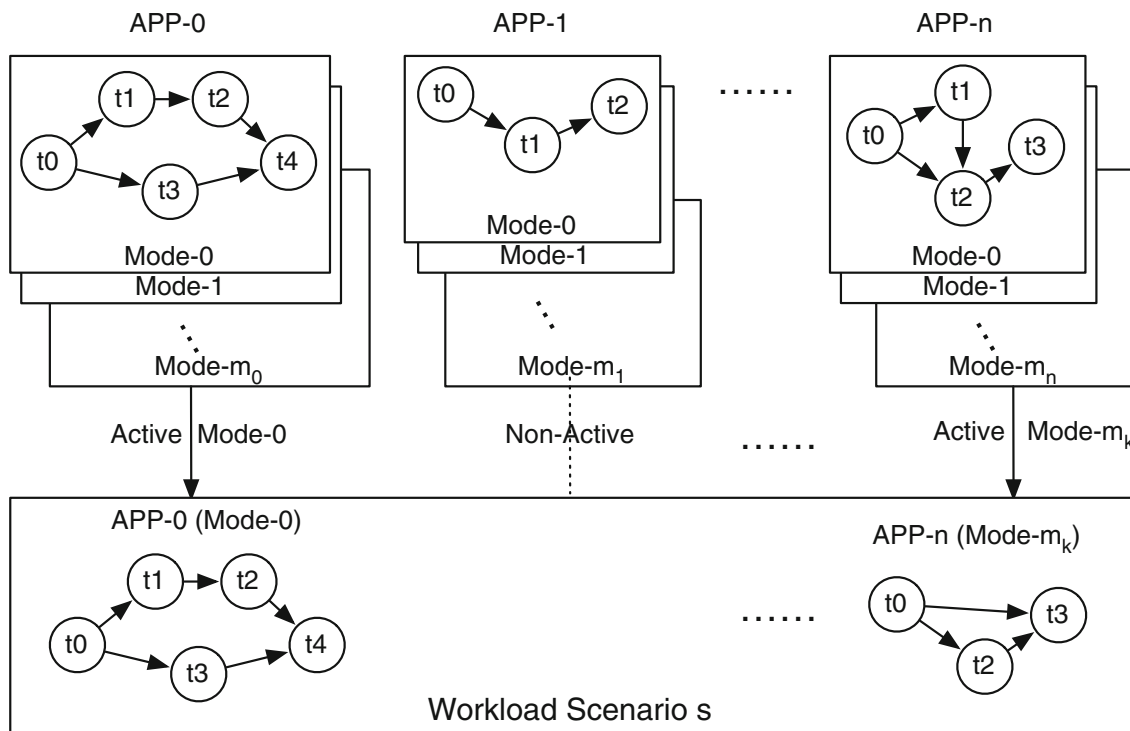 APP-0
APP-1
APP-n
t1
t2
t0
t4
t3
Mode-0
Mode-1
Mode-m0
t0
t2
t1
Mode-0
Mode-1
Mode-m1
......
t1
t0
t3
t2
Mode-0
Mode-1
Mode-mn
Active Mode-0
Non-Active
......
Active Mode-mk
APP-0 (Mode-0)
t1
t2
t0
t4
t3
......
APP-n (Mode-mk)
t0
t3
t2
Workload Scenario s